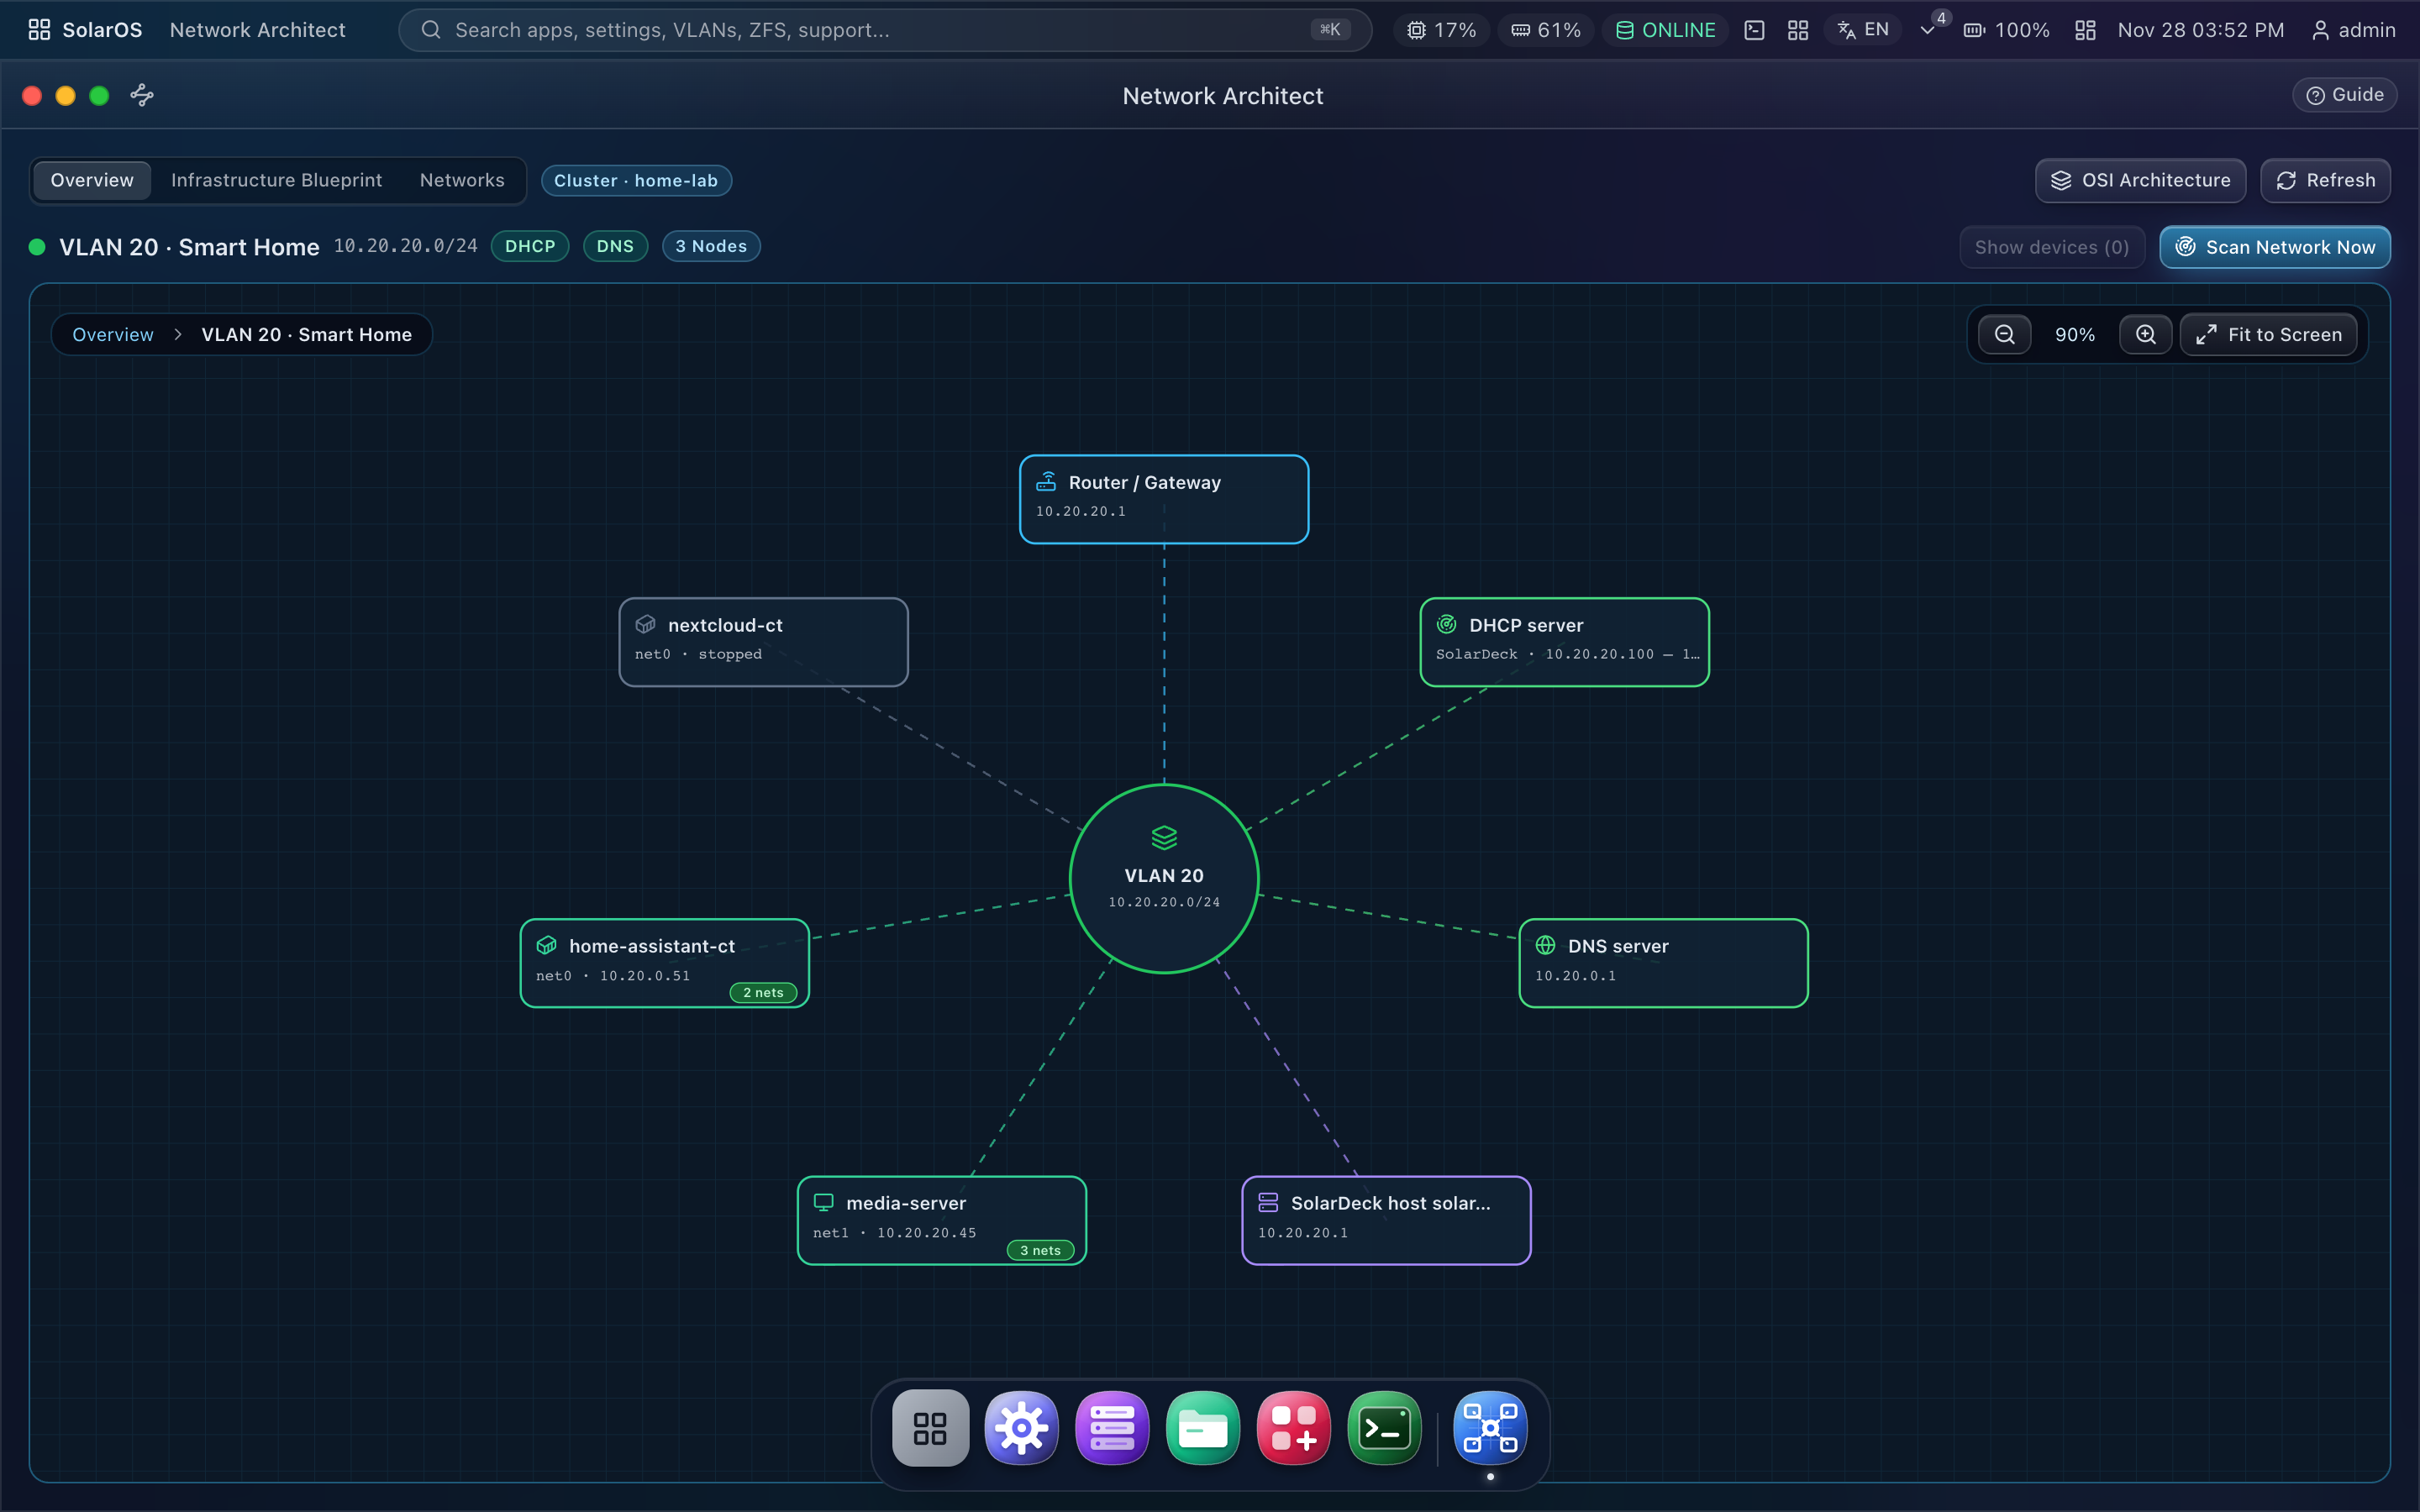 SolarOS Network Architect Search apps, settings, VLANs, ZFS, support... ⌘K 17% 61% ONLINE EN 4 100% Nov 28 03:52 PM admin
Network Architect Guide
Overview Infrastructure Blueprint Networks Cluster · home-lab OSI Architecture Refresh
VLAN 20 · Smart Home 10.20.20.0/24 DHCP DNS 3 Nodes Show devices (0) Scan Network Now
Overview > VLAN 20 · Smart Home 90% Fit to Screen
Router / Gateway
10.20.20.1
nextcloud-ct
net0 · stopped
DHCP server
SolarDeck · 10.20.20.100 – 1…
VLAN 20
10.20.20.0/24
home-assistant-ct
net0 · 10.20.0.51
2 nets
DNS server
10.20.0.1
media-server
net1 · 10.20.20.45
3 nets
SolarDeck host solar...
10.20.20.1